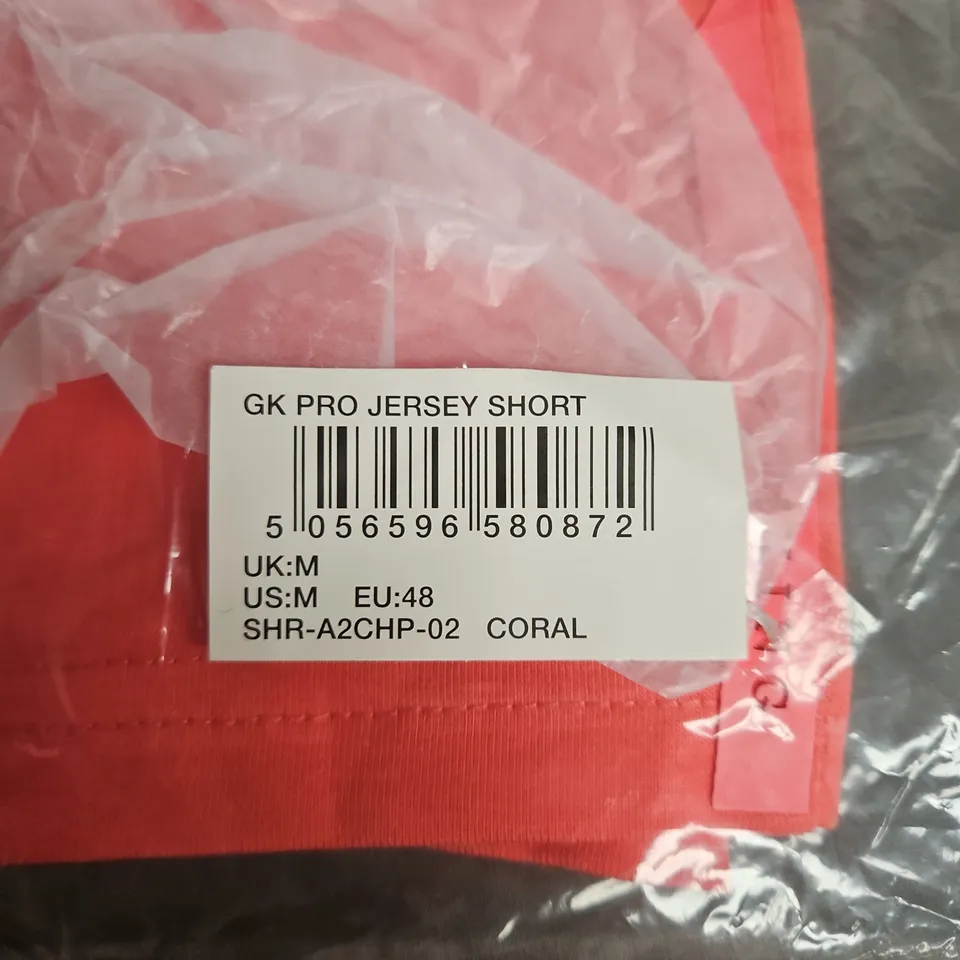 GK PRO JERSEY SHORT
5 056596 580872
UK:M
US:M EU:48
SHR-A2CHP-02 CORAL